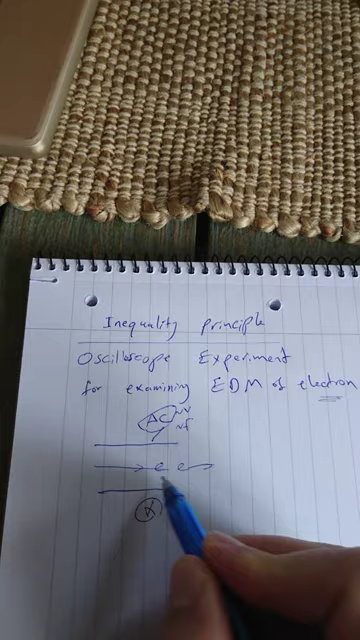 Inequality principle
Oscilloscope Experiment
for examining EDM of electron
AC
e e